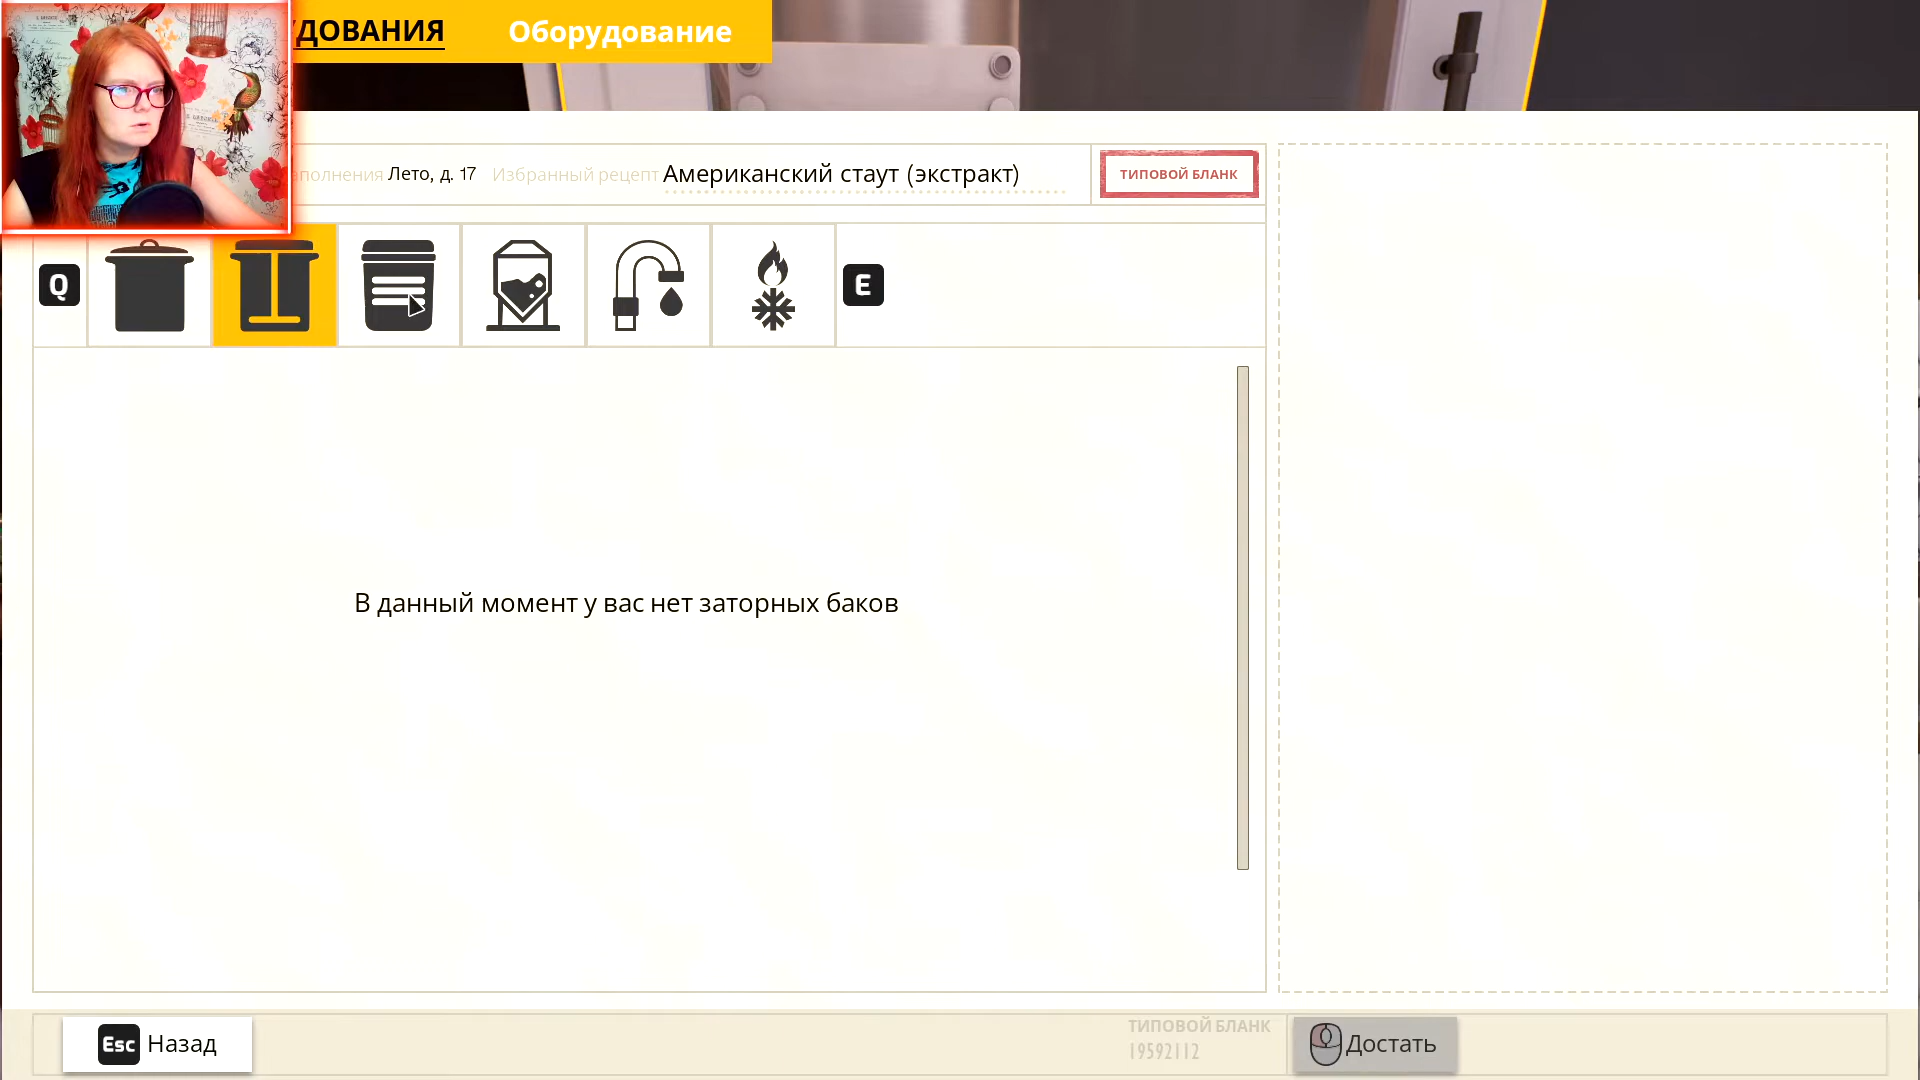 Оборудование
Лето, д. 17
Избранный рецепт
Американский стаут (экстракт)
ТИПОВОЙ БЛАНК
Q
E
В данный момент у вас нет заторных баков
Esc Назад
ТИПОВОЙ БЛАНК
19592112
Достать